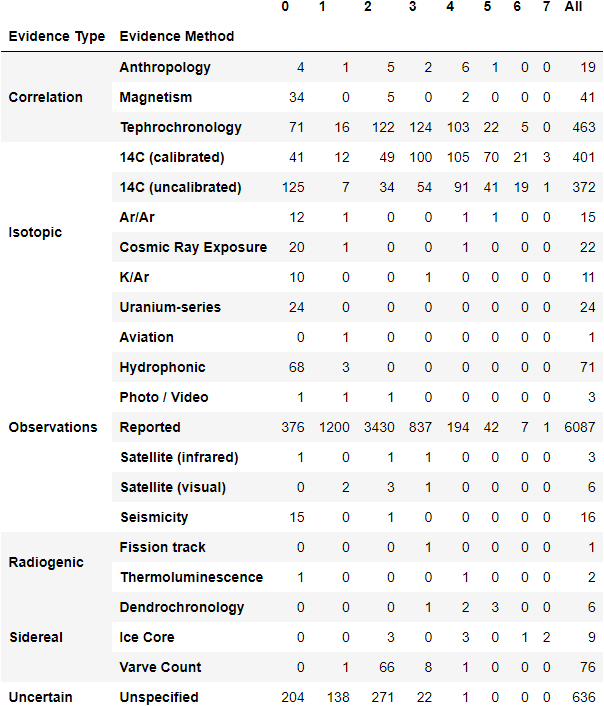 0 1 2 3 4 5 6 7 All
Evidence Type Evidence Method
Correlation Anthropology 4 1 5 2 6 1 0 0 19
Magnetism 34 0 5 0 2 0 0 0 41
Tephrochronology 71 16 122 124 103 22 5 0 463
Isotopic 14C (calibrated) 41 12 49 100 105 70 21 3 401
14C (uncalibrated) 125 7 34 54 91 41 19 1 372
Ar/Ar 12 1 0 0 1 1 0 0 15
Cosmic Ray Exposure 20 1 0 0 1 0 0 0 22
K/Ar 10 0 0 1 0 0 0 0 11
Uranium-series 24 0 0 0 0 0 0 0 24
Observations Aviation 0 1 0 0 0 0 0 0 1
Hydrophonic 68 3 0 0 0 0 0 0 71
Photo / Video 1 1 1 0 0 0 0 0 3
Reported 376 1200 3430 837 194 42 7 1 6087
Satellite (infrared) 1 0 1 1 0 0 0 0 3
Satellite (visual) 0 2 3 1 0 0 0 0 6
Seismicity 15 0 1 0 0 0 0 0 16
Radiogenic Fission track 0 0 0 1 0 0 0 0 1
Thermoluminescence 1 0 0 0 1 0 0 0 2
Sidereal Dendrochronology 0 0 0 1 2 3 0 0 6
Ice Core 0 0 3 0 3 0 1 2 9
Varve Count 0 1 66 8 1 0 0 0 76
Uncertain Unspecified 204 138 271 22 1 0 0 0 636